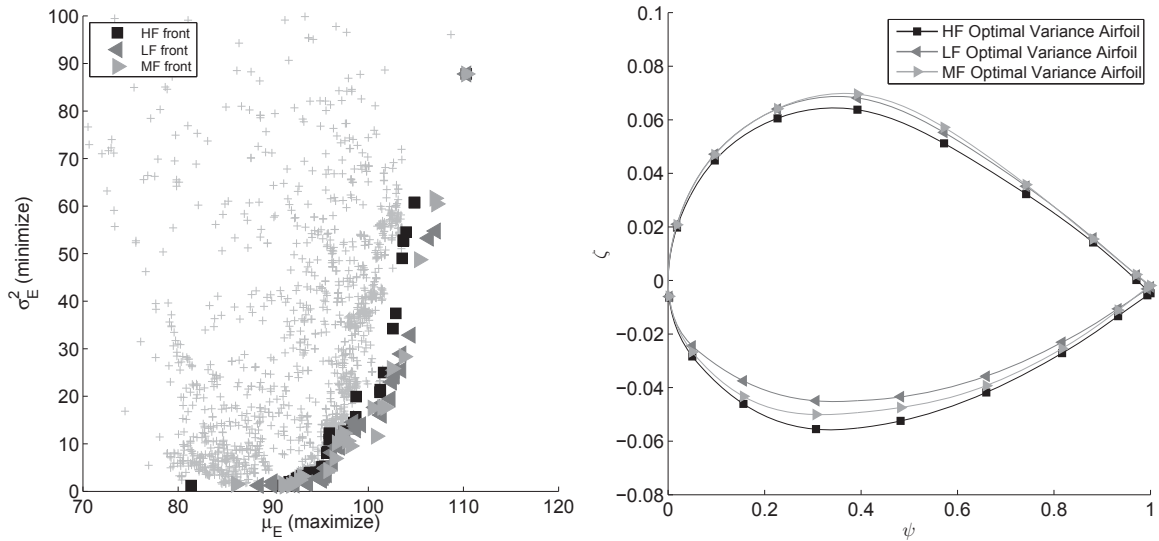 100
90
80
70
60
50
40
30
20
10
0
σ_E^2 (minimize)
HF front
LF front
MF front
70 80 90 100 110 120
μ_E (maximize)
0.1
0.08
0.06
0.04
0.02
0
−0.02
−0.04
−0.06
−0.08
ζ
HF Optimal Variance Airfoil
LF Optimal Variance Airfoil
MF Optimal Variance Airfoil
0 0.2 0.4 0.6 0.8 1
ψ